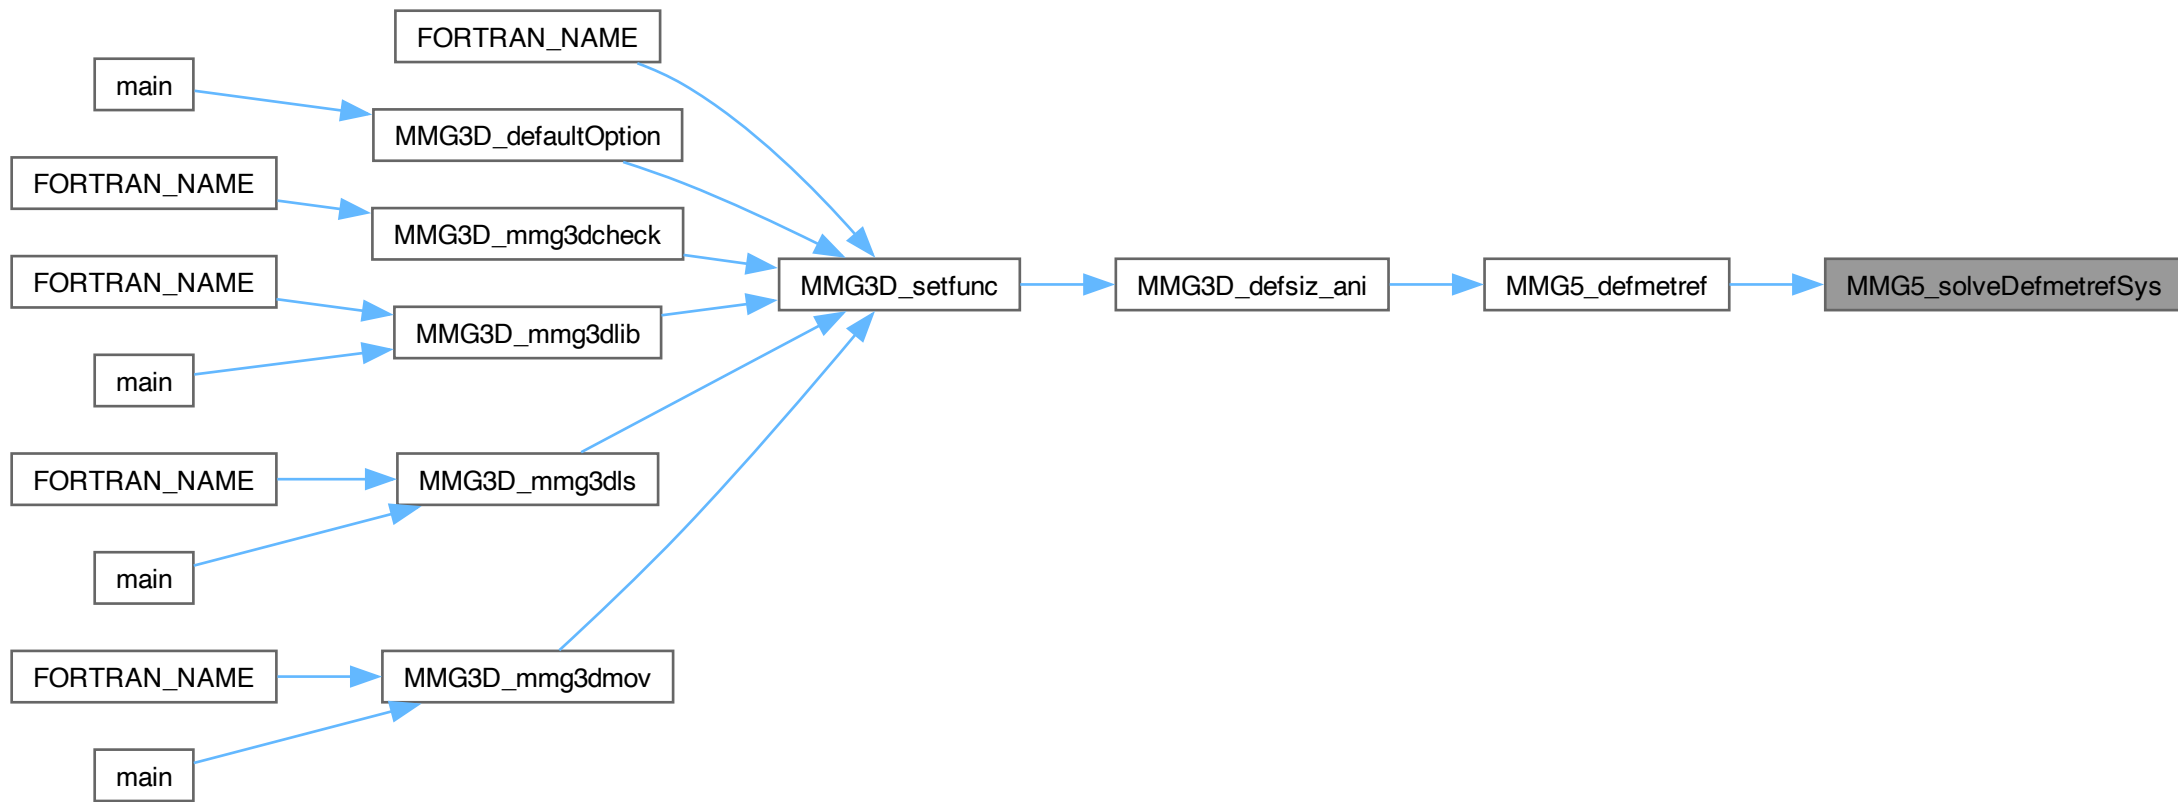 FORTRAN_NAME
main
MMG3D_defaultOption
FORTRAN_NAME
MMG3D_mmg3dcheck
FORTRAN_NAME
MMG3D_setfunc
MMG3D_defsiz_ani
MMG5_defmetref
MMG5_solveDefmetrefSys
MMG3D_mmg3dlib
main
FORTRAN_NAME
MMG3D_mmg3dls
main
FORTRAN_NAME
MMG3D_mmg3dmov
main